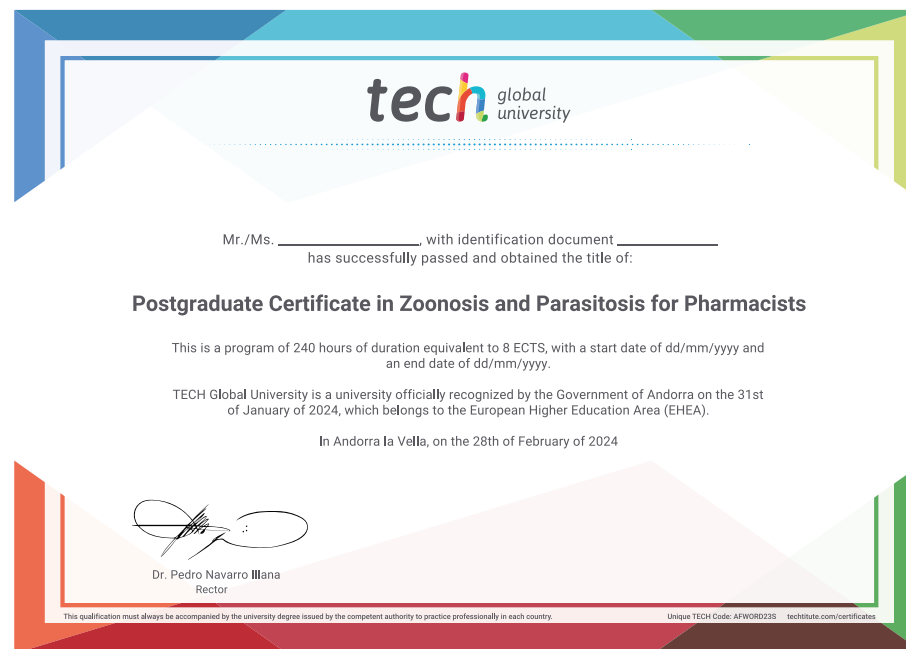 tech global university
Mr./Ms. ____________________, with identification document ______________
has successfully passed and obtained the title of:
Postgraduate Certificate in Zoonosis and Parasitosis for Pharmacists
This is a program of 240 hours of duration equivalent to 8 ECTS, with a start date of dd/mm/yyyy and
an end date of dd/mm/yyyy.
TECH Global University is a university officially recognized by the Government of Andorra on the 31st
of January of 2024, which belongs to the European Higher Education Area (EHEA).
In Andorra la Vella, on the 28th of February of 2024
Dr. Pedro Navarro Illana
Rector
This qualification must always be accompanied by the university degree issued by the competent authority to practice professionally in each country.
Unique TECH Code: AFWORD23S techtitute.com/certificates